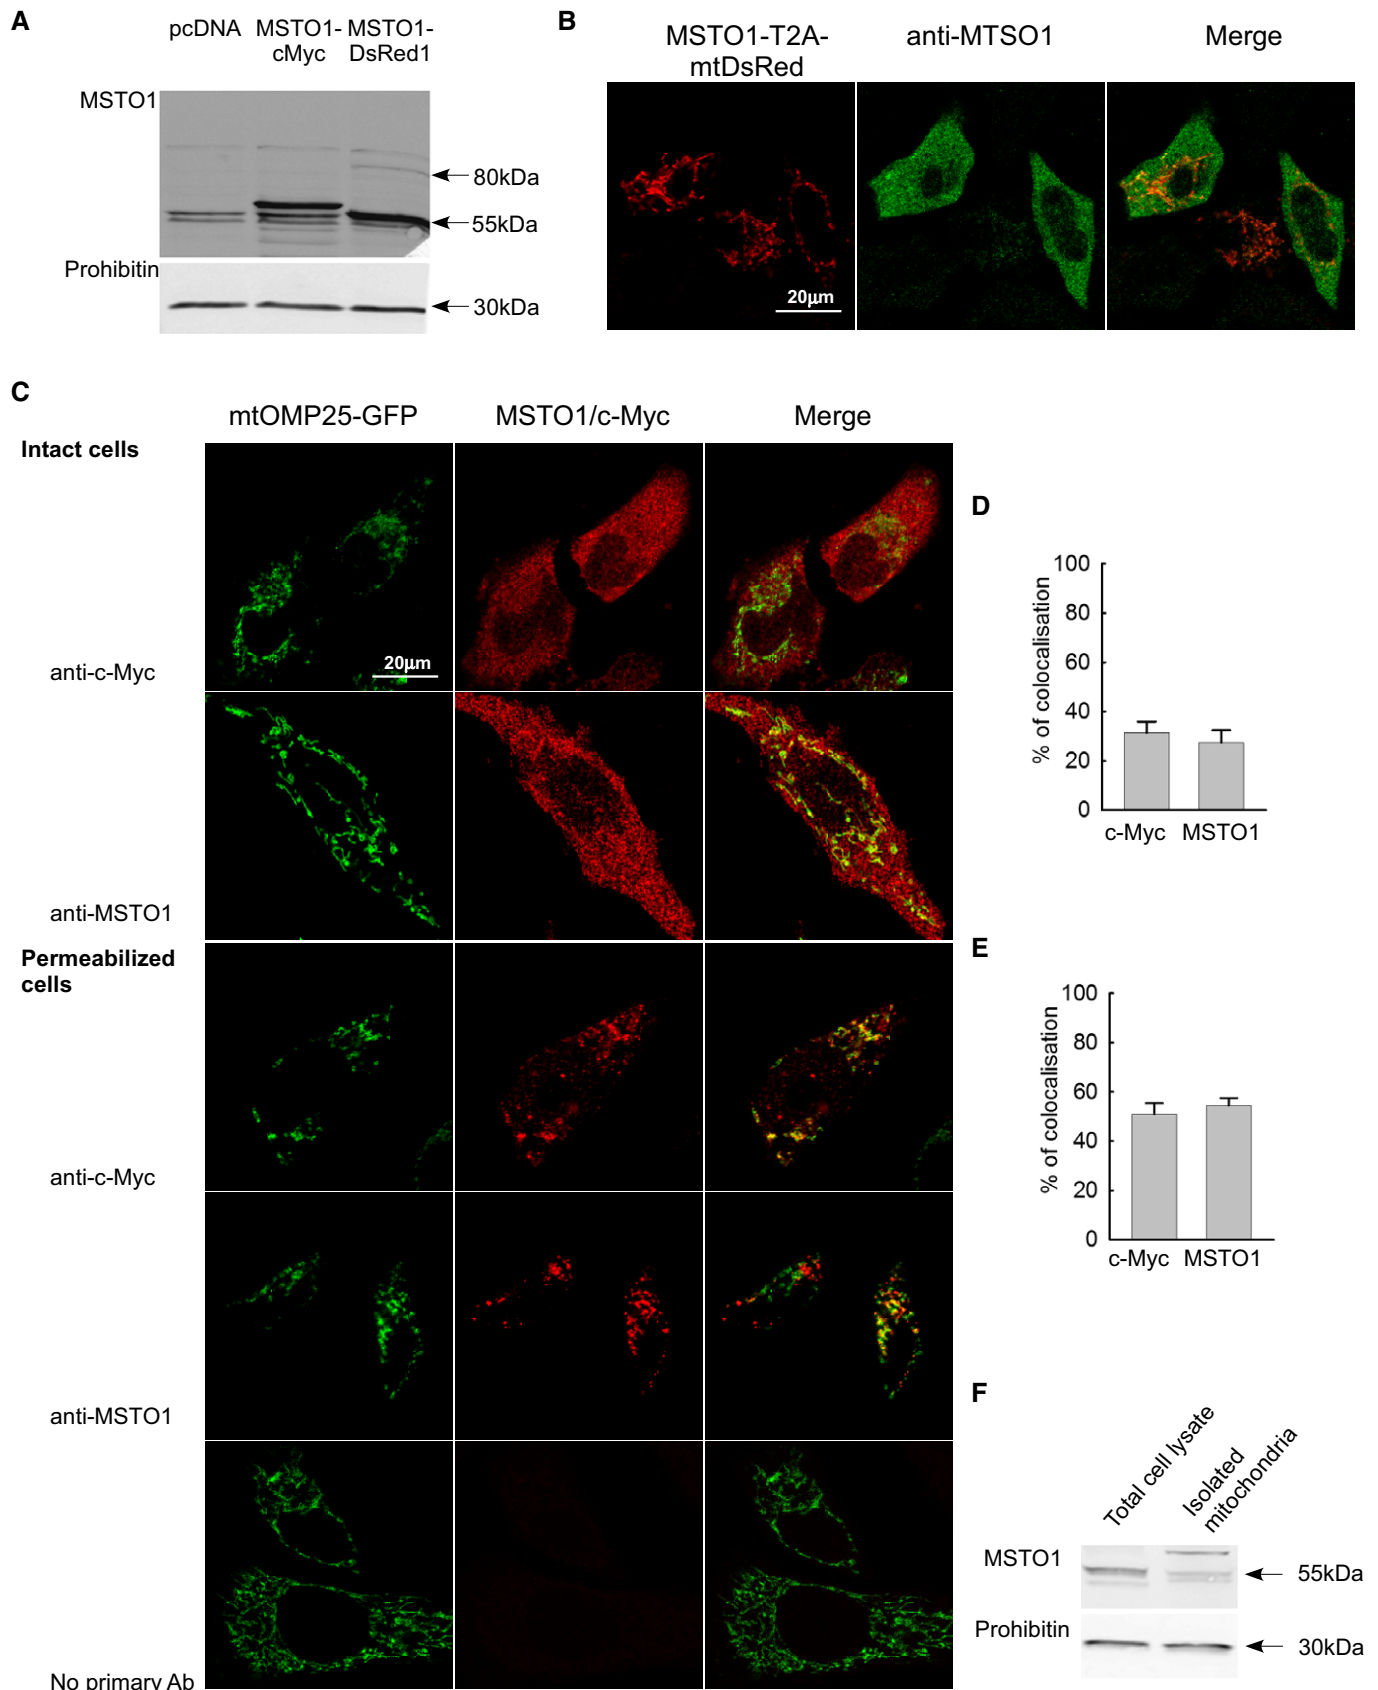 A
pcDNA
MSTO1-
cMyc
MSTO1-
DsRed1
MSTO1
80kDa
55kDa
Prohibitin
30kDa
B
MSTO1-T2A-
mtDsRed
anti-MTSO1
Merge
20μm
C
mtOMP25-GFP
MSTO1/c-Myc
Merge
Intact cells
20μm
anti-c-Myc
anti-MSTO1
Permeabilized
cells
anti-c-Myc
anti-MSTO1
No primary Ab
D
% of colocalisation
100
80
60
40
20
0
c-Myc
MSTO1
E
% of colocalisation
100
80
60
40
20
0
c-Myc
MSTO1
F
Total cell lysate
Isolated
mitochondria
MSTO1
55kDa
Prohibitin
30kDa